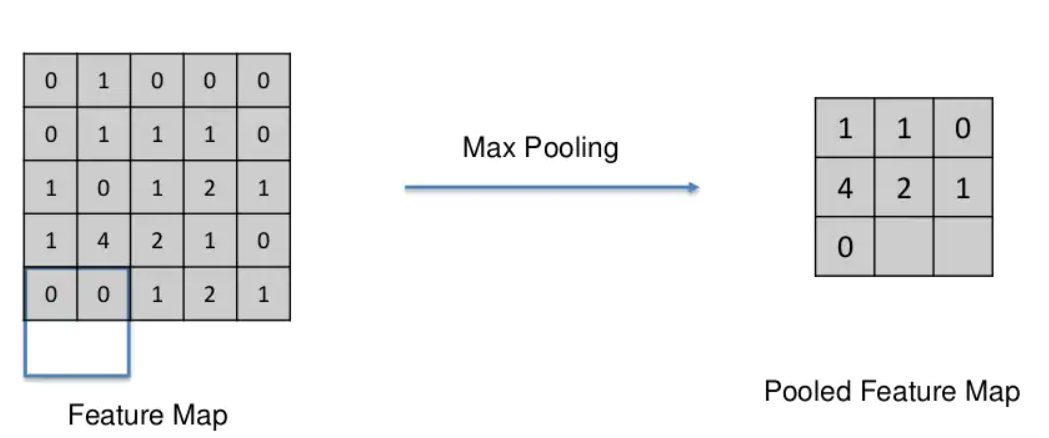 0 1 0 0 0
0 1 1 1 0
1 0 1 2 1
1 4 2 1 0
0 0 1 2 1
Feature Map
Max Pooling
1 1 0
4 2 1
0
Pooled Feature Map